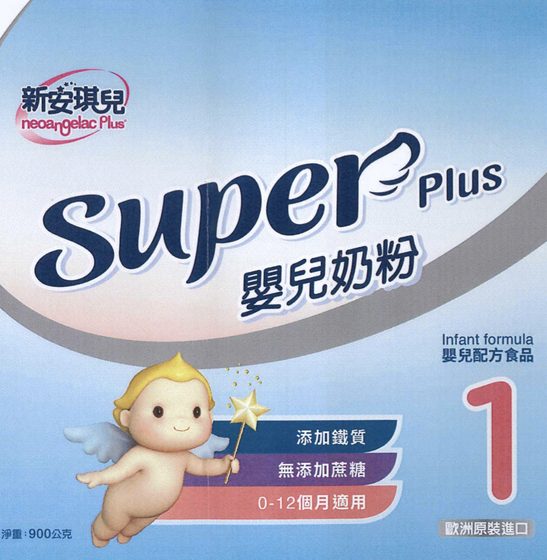 新安琪兒
neoangelac Plus
Super Plus
嬰兒奶粉
Infant formula
嬰兒配方食品
1
添加鐵質
無添加蔗糖
0-12個月適用
淨重:900公克
歐洲原裝進口